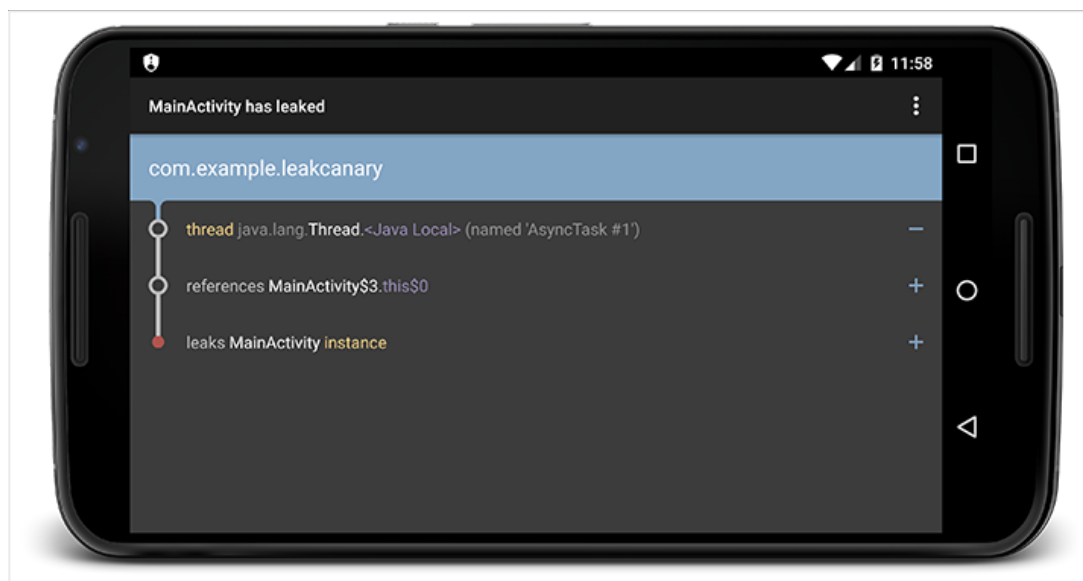 11:58
MainActivity has leaked
com.example.leakcanary
thread java.lang.Thread.<Java Local> (named 'AsyncTask #1')
references MainActivity$3.this$0
leaks MainActivity instance